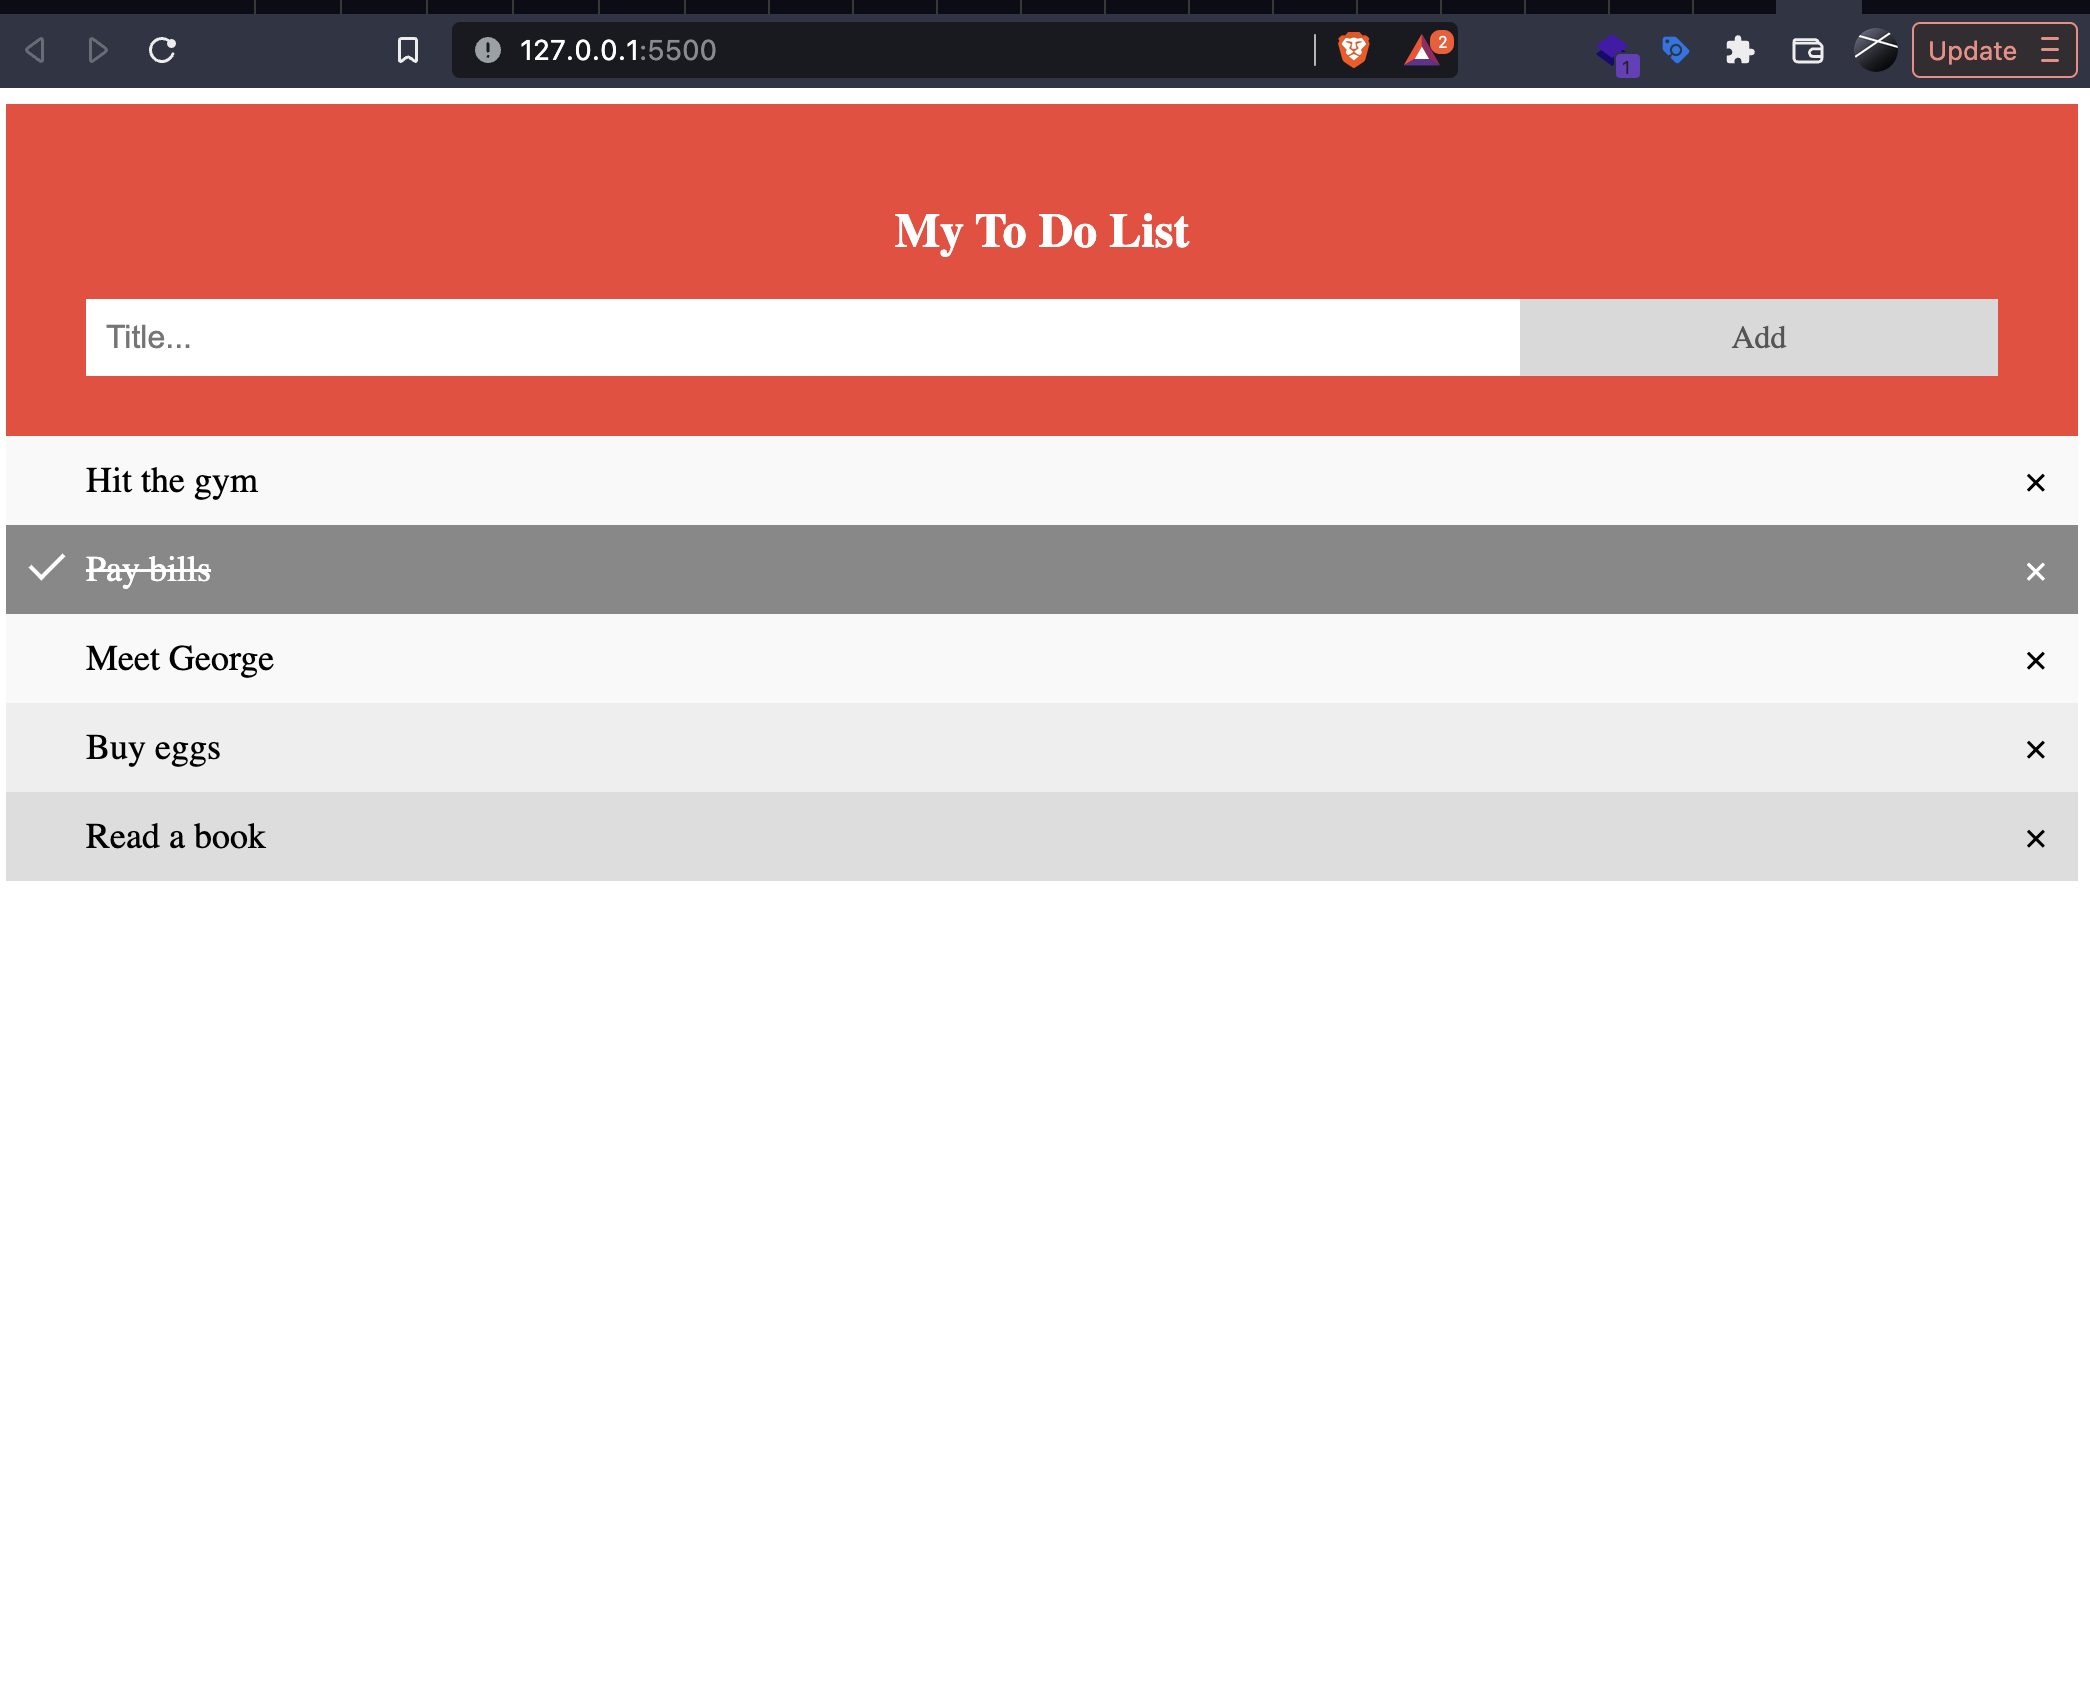 127.0.0.1:5500
2
1
Update
My To Do List
Title...
Add
Hit the gym
Pay bills
Meet George
Buy eggs
Read a book